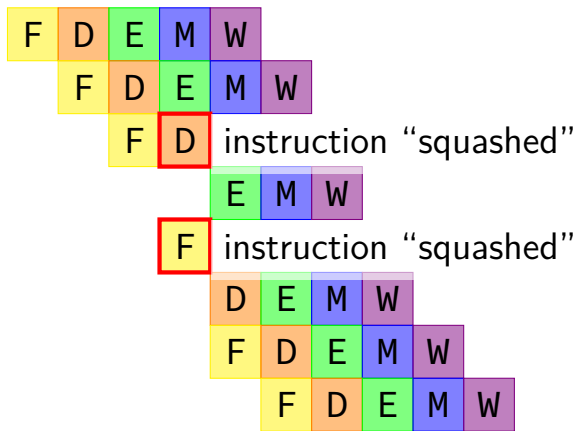 F D E M W
F D E M W
F D instruction “squashed”
E M W
F instruction “squashed”
D E M W
F D E M W
F D E M W